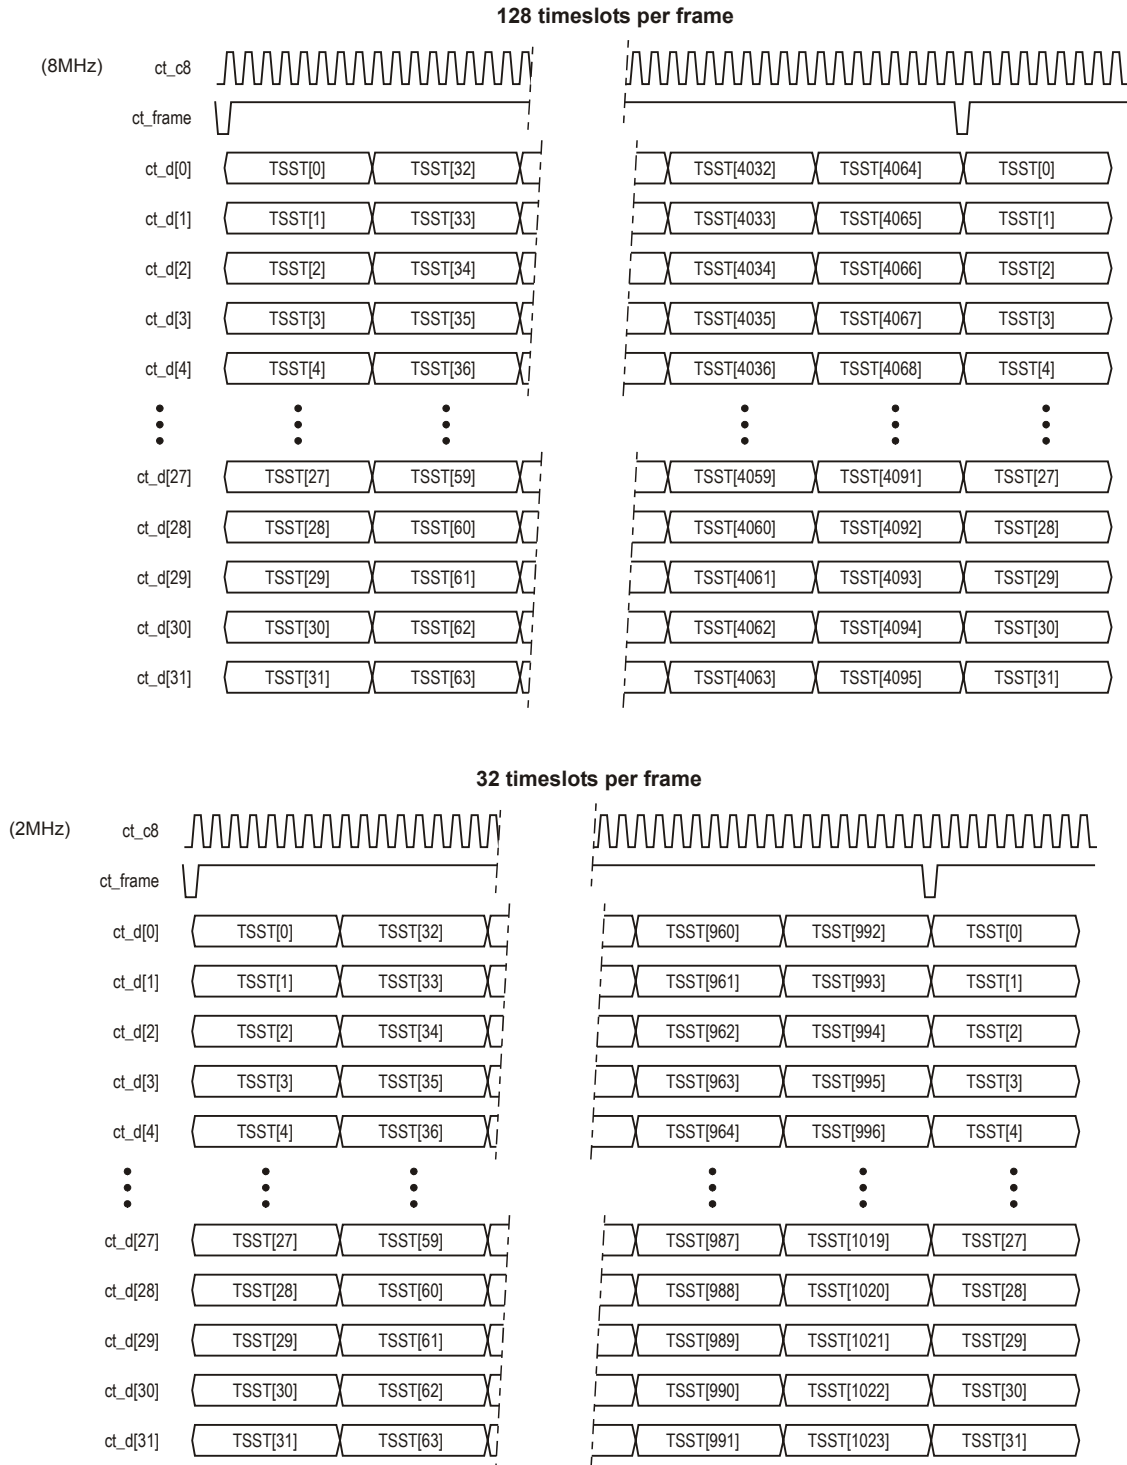 128 timeslots per frame
(8MHz) ct_c8
ct_frame
ct_d[0] TSST[0] TSST[32] TSST[4032] TSST[4064] TSST[0]
ct_d[1] TSST[1] TSST[33] TSST[4033] TSST[4065] TSST[1]
ct_d[2] TSST[2] TSST[34] TSST[4034] TSST[4066] TSST[2]
ct_d[3] TSST[3] TSST[35] TSST[4035] TSST[4067] TSST[3]
ct_d[4] TSST[4] TSST[36] TSST[4036] TSST[4068] TSST[4]
ct_d[27] TSST[27] TSST[59] TSST[4059] TSST[4091] TSST[27]
ct_d[28] TSST[28] TSST[60] TSST[4060] TSST[4092] TSST[28]
ct_d[29] TSST[29] TSST[61] TSST[4061] TSST[4093] TSST[29]
ct_d[30] TSST[30] TSST[62] TSST[4062] TSST[4094] TSST[30]
ct_d[31] TSST[31] TSST[63] TSST[4063] TSST[4095] TSST[31]
32 timeslots per frame
(2MHz) ct_c8
ct_frame
ct_d[0] TSST[0] TSST[32] TSST[960] TSST[992] TSST[0]
ct_d[1] TSST[1] TSST[33] TSST[961] TSST[993] TSST[1]
ct_d[2] TSST[2] TSST[34] TSST[962] TSST[994] TSST[2]
ct_d[3] TSST[3] TSST[35] TSST[963] TSST[995] TSST[3]
ct_d[4] TSST[4] TSST[36] TSST[964] TSST[996] TSST[4]
ct_d[27] TSST[27] TSST[59] TSST[987] TSST[1019] TSST[27]
ct_d[28] TSST[28] TSST[60] TSST[988] TSST[1020] TSST[28]
ct_d[29] TSST[29] TSST[61] TSST[989] TSST[1021] TSST[29]
ct_d[30] TSST[30] TSST[62] TSST[990] TSST[1022] TSST[30]
ct_d[31] TSST[31] TSST[63] TSST[991] TSST[1023] TSST[31]